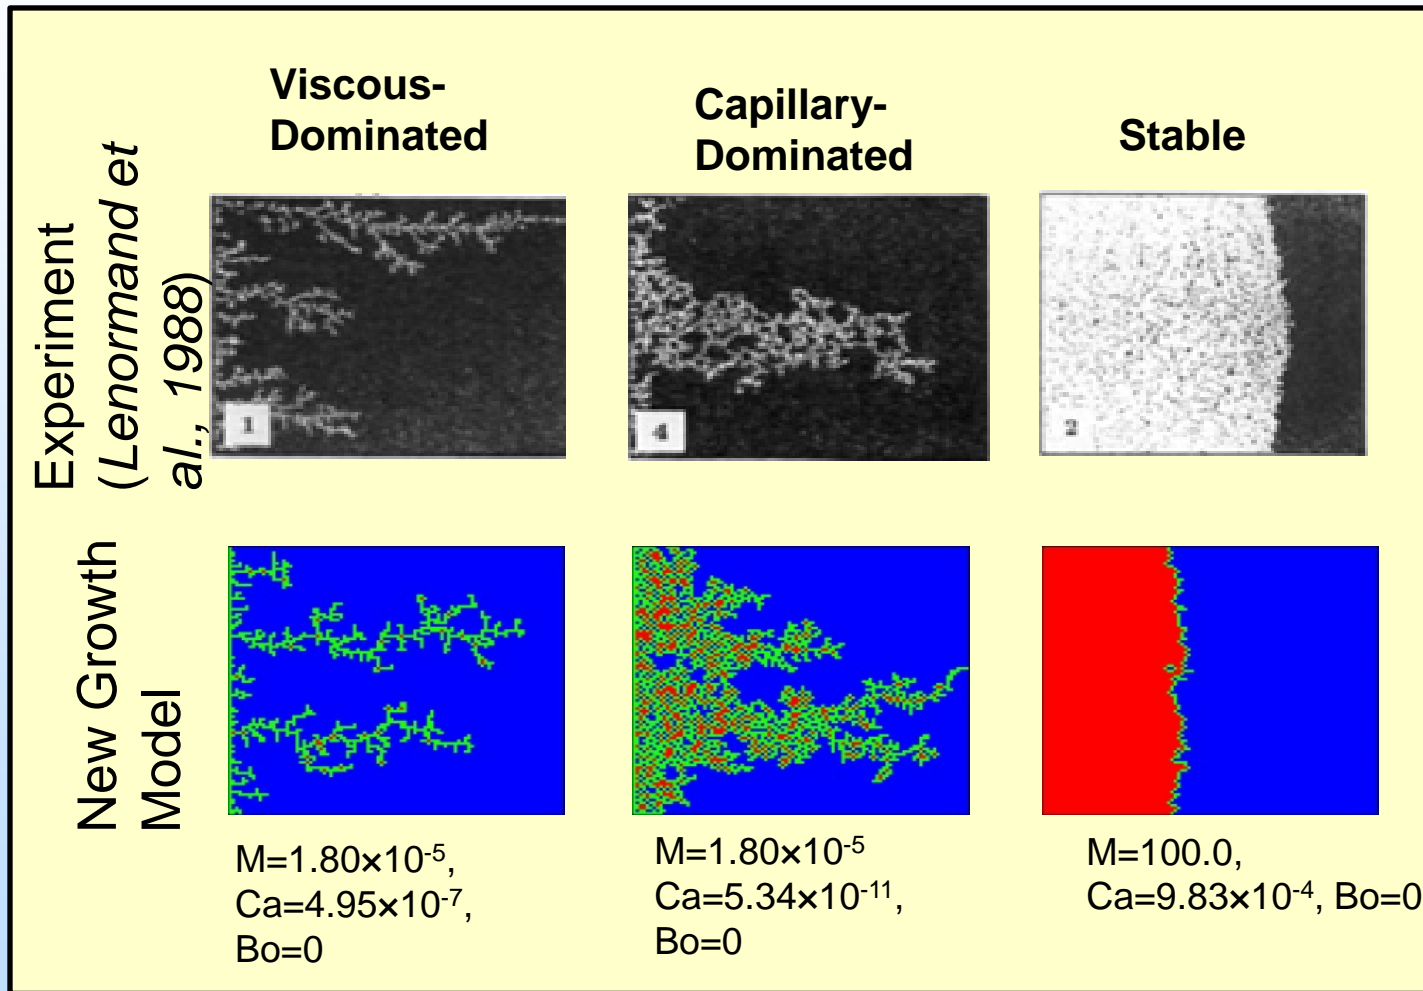 Viscous-
Dominated
Capillary-
Dominated
Stable
Experiment
(Lenormand et
al., 1988)
1
4
2
New Growth
Model
M=1.80×10⁻⁵,
Ca=4.95×10⁻⁷,
Bo=0
M=1.80×10⁻⁵
Ca=5.34×10⁻¹¹,
Bo=0
M=100.0,
Ca=9.83×10⁻⁴, Bo=0